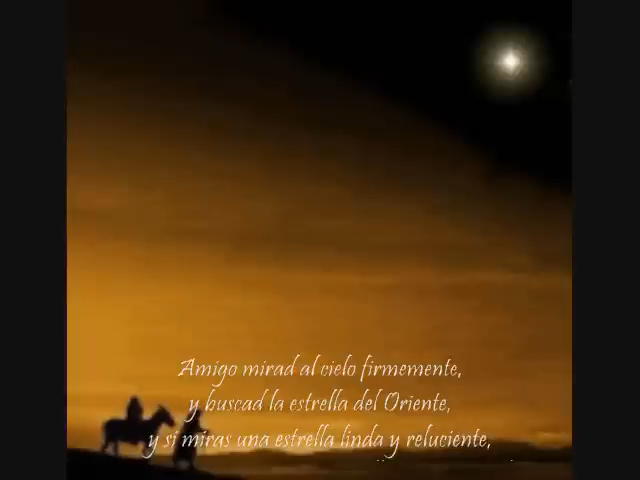 Amigo mirad al cielo firmemente,
y buscad la estrella del Oriente,
y si miras una estrella linda y reluciente,